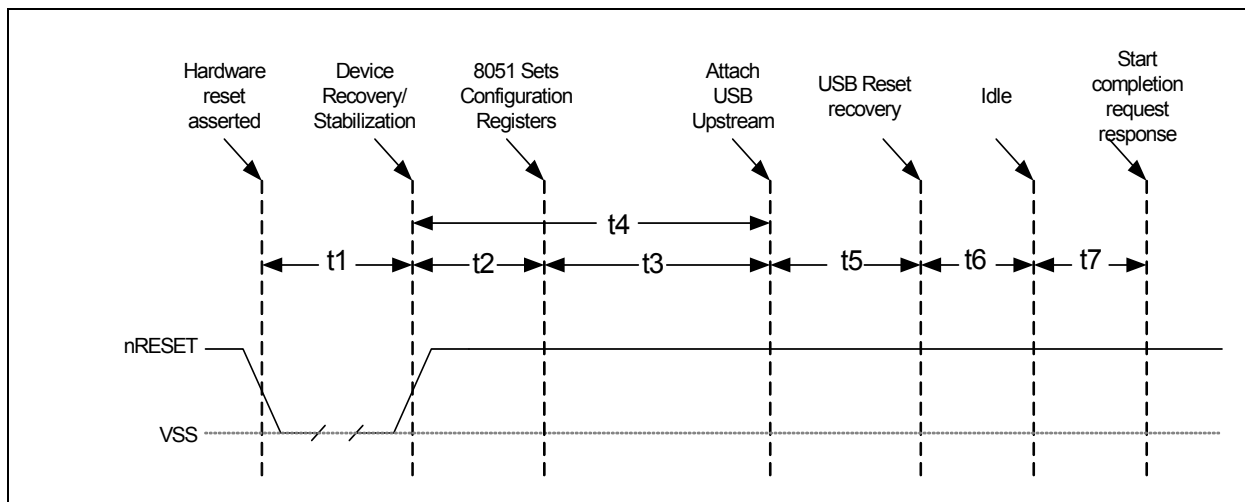 Hardware
reset
asserted
Device
Recovery/
Stabilization
8051 Sets
Configuration
Registers
Attach
USB
Upstream
USB Reset
recovery
Idle
Start
completion
request
response
t4
t1
t2
t3
t5
t6
t7
nRESET
VSS